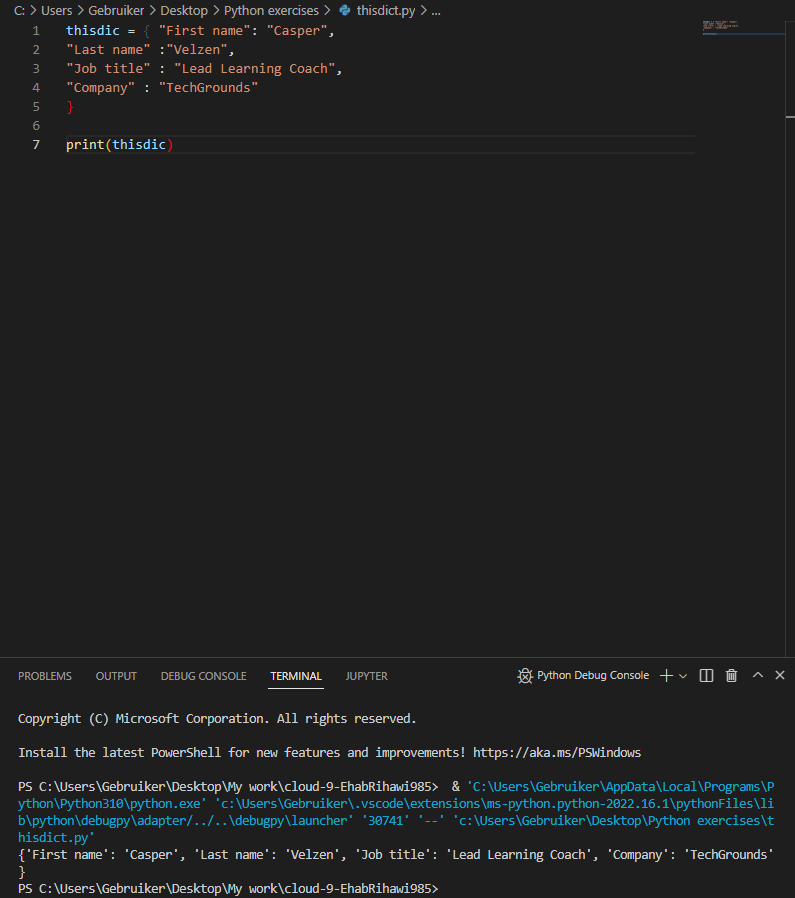 C: > Users > Gebruiker > Desktop > Python exercises > thisdict.py > ...
1 thisdic = { "First name": "Casper",
2 "Last name" :"Velzen",
3 "Job title" : "Lead Learning Coach",
4 "Company" : "TechGrounds"
5 }
6
7 print(thisdic)
PROBLEMS OUTPUT DEBUG CONSOLE TERMINAL JUPYTER Python Debug Console
Copyright (C) Microsoft Corporation. All rights reserved.
Install the latest PowerShell for new features and improvements! https://aka.ms/PSWindows
PS C:\Users\Gebruiker\Desktop\My work\cloud-9-EhabRihawi985>  & 'C:\Users\Gebruiker\AppData\Local\Programs\P
ython\Python310\python.exe' 'c:\Users\Gebruiker\.vscode\extensions\ms-python.python-2022.16.1\pythonFiles\li
b\python\debugpy\adapter/../..\debugpy\launcher' '30741' '--' 'c:\Users\Gebruiker\Desktop\Python exercises\t
hisdict.py'
{'First name': 'Casper', 'Last name': 'Velzen', 'Job title': 'Lead Learning Coach', 'Company': 'TechGrounds'
}
PS C:\Users\Gebruiker\Desktop\My work\cloud-9-EhabRihawi985>